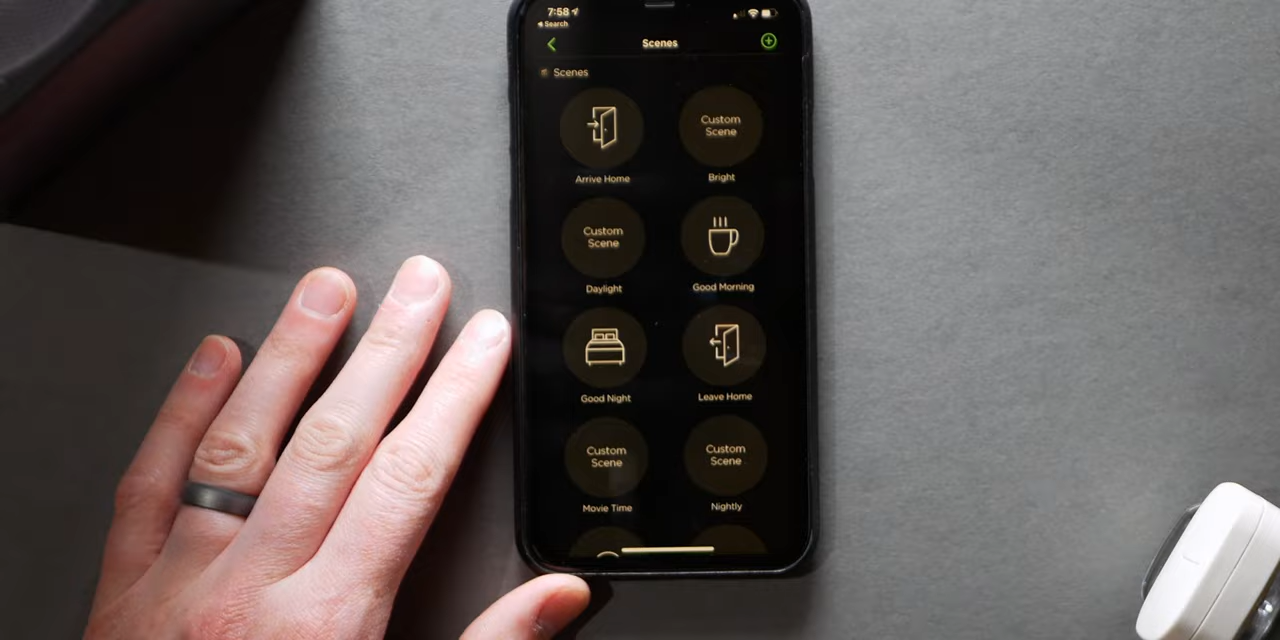 7:58
Search
Scenes
Scenes
Custom
Scene
Arrive Home
Bright
Custom
Scene
Daylight
Good Morning
Good Night
Leave Home
Custom
Scene
Custom
Scene
Movie Time
Nightly